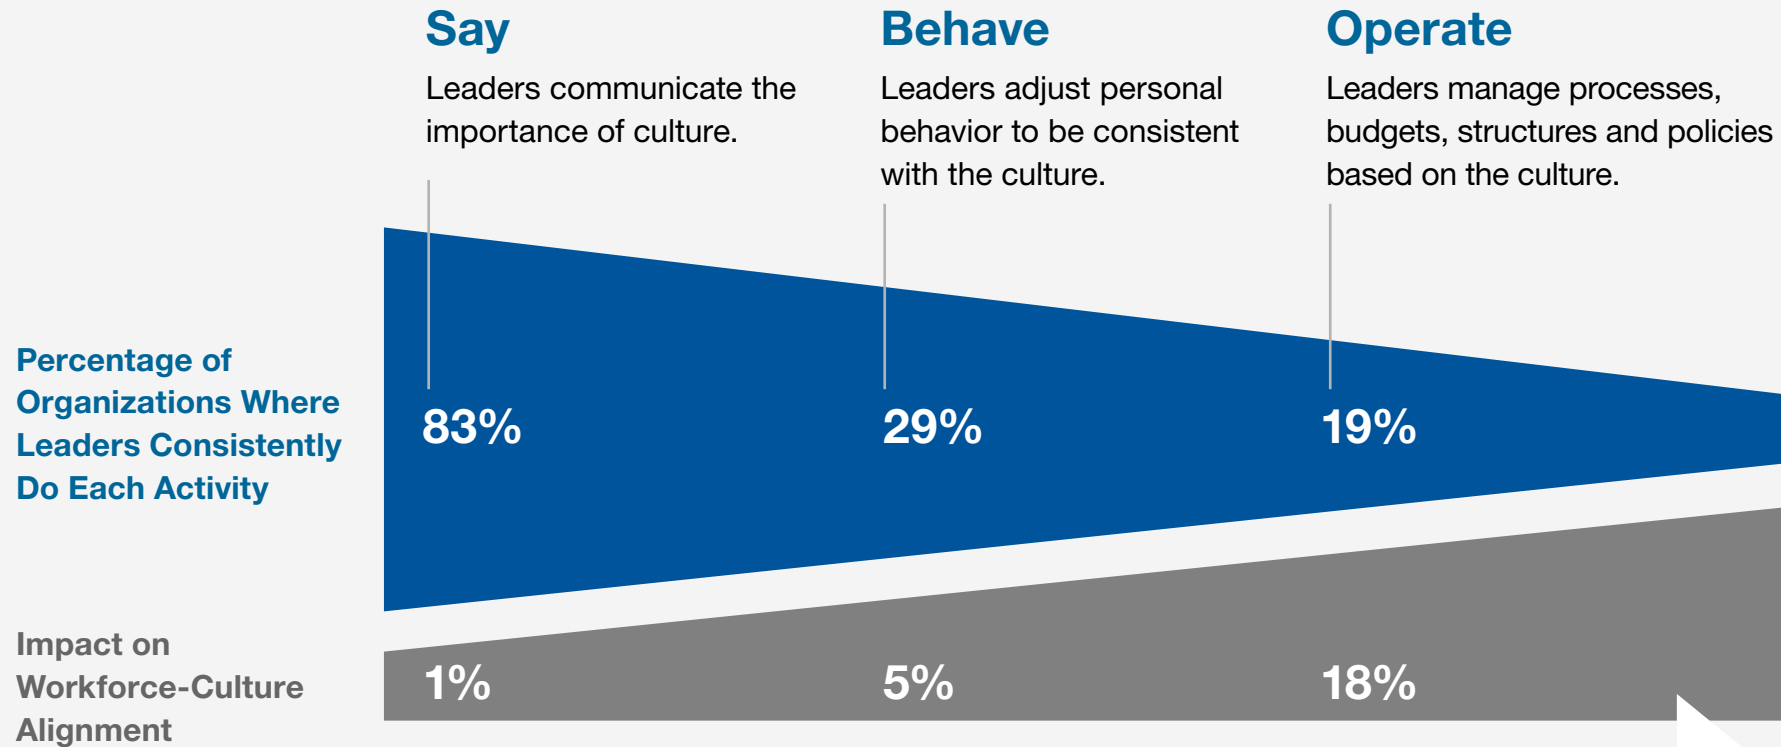 Say
Leaders communicate the
importance of culture.
Behave
Leaders adjust personal
behavior to be consistent
with the culture.
Operate
Leaders manage processes,
budgets, structures and policies
based on the culture.
Percentage of
Organizations Where
Leaders Consistently
Do Each Activity
83%
29%
19%
Impact on
Workforce-Culture
Alignment
1%
5%
18%